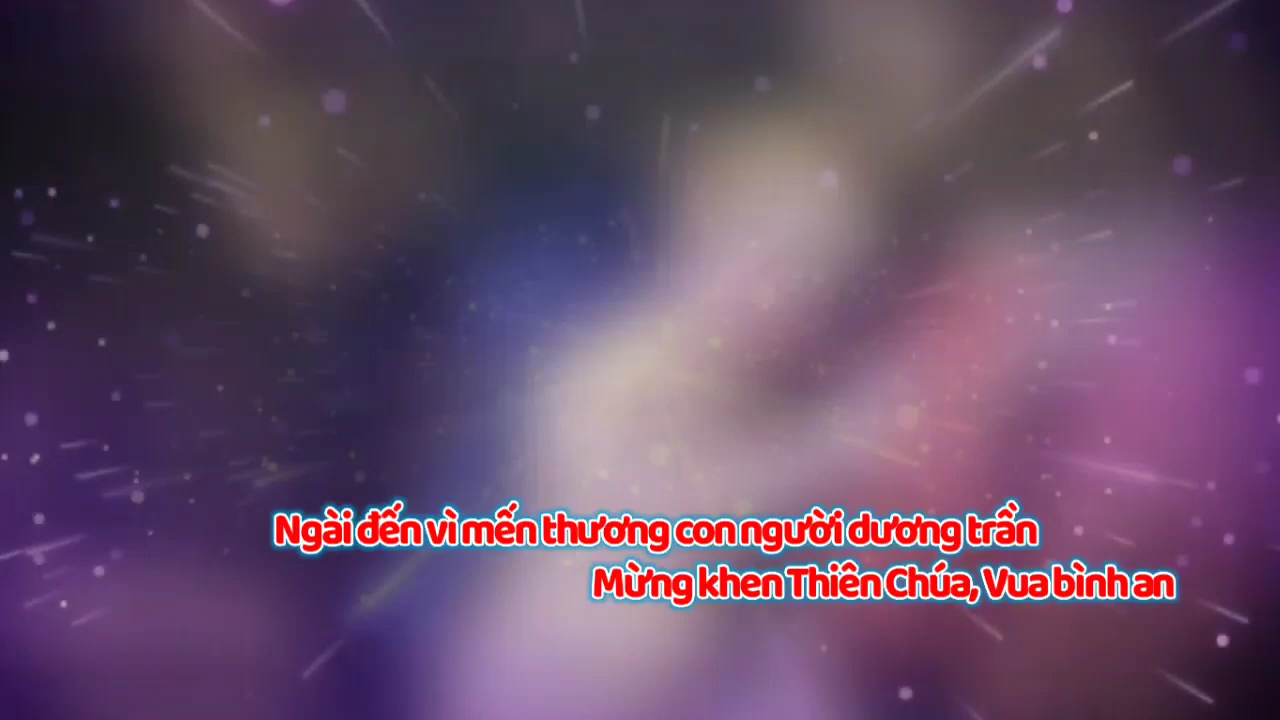 Ngài đến vì mến thương con người dương trần
Mừng khen Thiên Chúa, Vua bình an